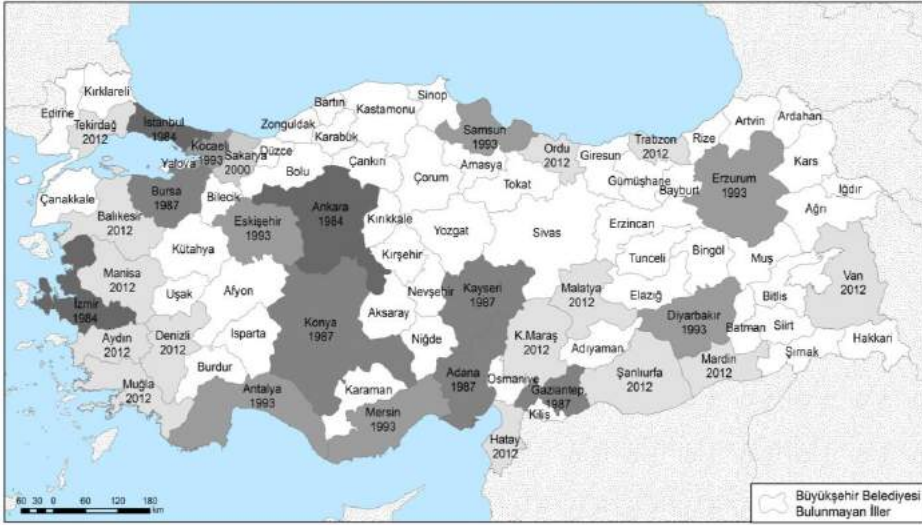 Kırklareli
Edirne
Tekirdağ
2012
İstanbul
1984
Kocaeli
1993
Yalova
Sakarya
2000
Düzce
Zonguldak
Bartın
Karabük
Kastamonu
Sinop
Çankırı
Bolu
Samsun
1993
Amasya
Çorum
Tokat
Ordu
2012
Giresun
Trabzon
2012
Rize
Artvin
Ardahan
Kars
Gümüşhane
Bayburt
Erzurum
1993
Iğdır
Ağrı
Çanakkale
Balıkesir
2012
Bursa
1987
Bilecik
Eskişehir
1993
Ankara
1984
Kırıkkale
Kırşehir
Yozgat
Sivas
Erzincan
Tunceli
Bingöl
Muş
Van
2012
Kütahya
Manisa
2012
İzmir
1984
Uşak
Afyon
Konya
1987
Aksaray
Nevşehir
Kayseri
1987
Malatya
2012
Elazığ
Diyarbakır
1993
Batman
Bitlis
Siirt
Hakkari
Şırnak
Aydın
2012
Denizli
2012
Isparta
Burdur
Muğla
2012
Antalya
1993
Karaman
Mersin
1993
Niğde
Adana
1987
K.Maraş
2012
Adıyaman
Osmaniye
Gaziantep
1987
Kilis
Şanlıurfa
2012
Mardin
2012
Hatay
2012
60 30 0 60 120 180
km
Büyükşehir Belediyesi
Bulunmayan İller